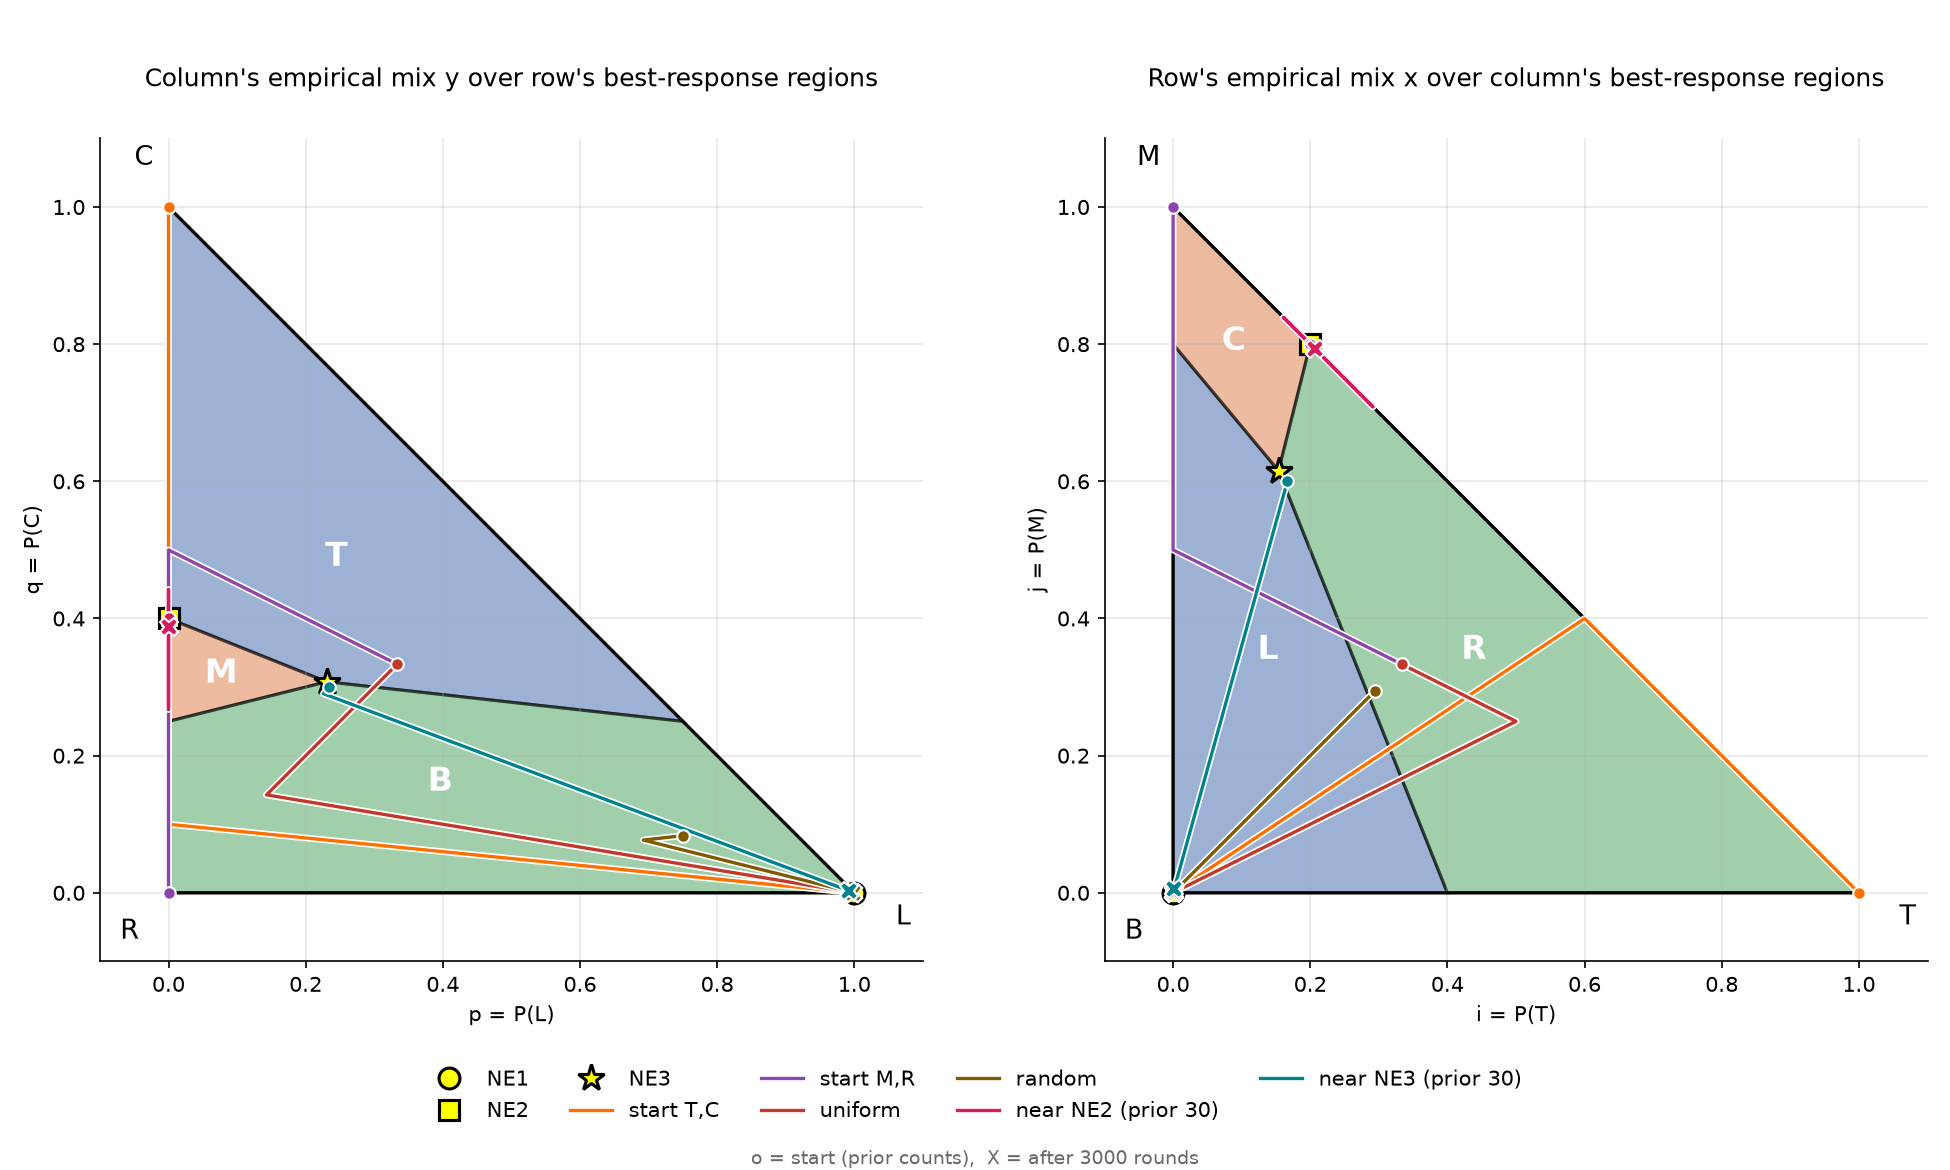 Column's empirical mix y over row's best-response regions
C
1.0
0.8
0.6
0.4
0.2
0.0
q = P(C)
T
M
B
R
L
0.0 0.2 0.4 0.6 0.8 1.0
p = P(L)
Row's empirical mix x over column's best-response regions
M
1.0
0.8
0.6
0.4
0.2
0.0
j = P(M)
C
L
R
B
T
0.0 0.2 0.4 0.6 0.8 1.0
i = P(T)
NE1 NE3 start M,R random near NE3 (prior 30)
NE2 start T,C uniform near NE2 (prior 30)
o = start (prior counts), X = after 3000 rounds